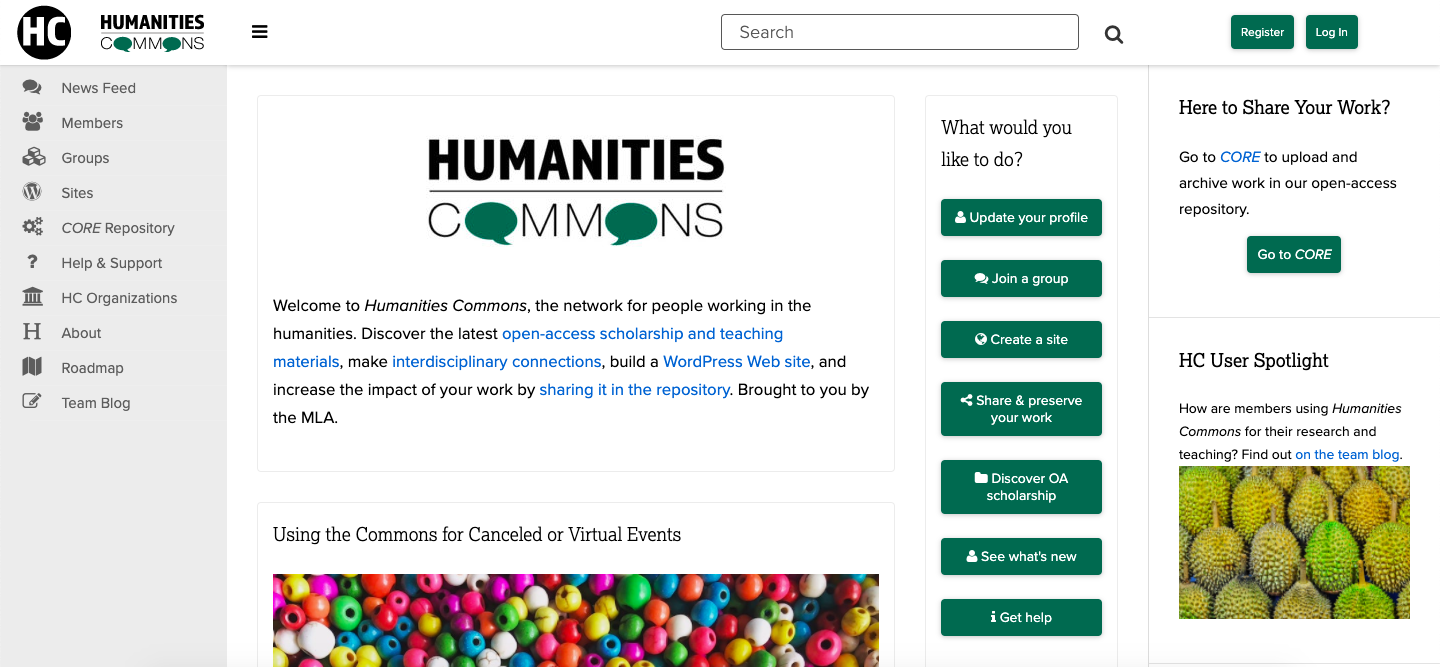 HC
HUMANITIES
COMMONS
Search
Register
Log In
News Feed
Members
Groups
Sites
CORE Repository
Help & Support
HC Organizations
About
Roadmap
Team Blog
HUMANITIES
COMMONS
Welcome to Humanities Commons, the network for people working in the
humanities. Discover the latest open-access scholarship and teaching
materials, make interdisciplinary connections, build a WordPress Web site, and
increase the impact of your work by sharing it in the repository. Brought to you by
the MLA.
Using the Commons for Canceled or Virtual Events
What would you
like to do?
Update your profile
Join a group
Create a site
Share & preserve
your work
Discover OA
scholarship
See what's new
Get help
Here to Share Your Work?
Go to CORE to upload and
archive work in our open-access
repository.
Go to CORE
HC User Spotlight
How are members using Humanities
Commons for their research and
teaching? Find out on the team blog.